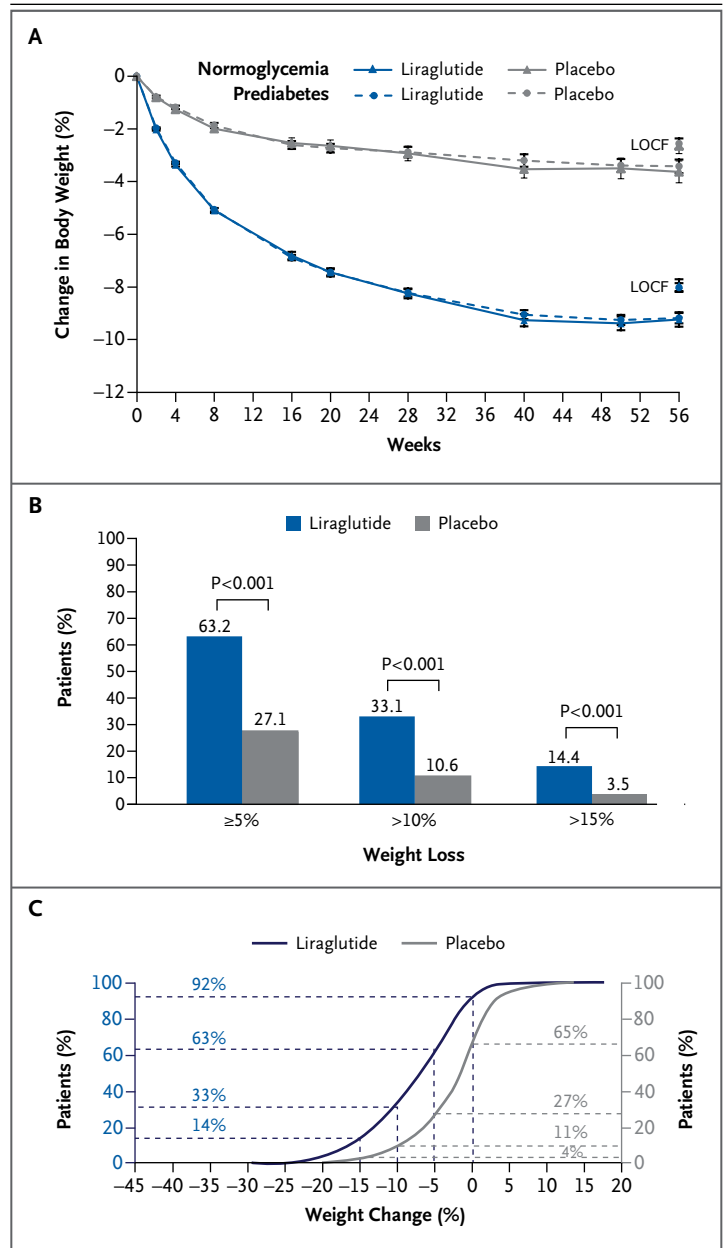 A
Normoglycemia Liraglutide Placebo
Prediabetes Liraglutide Placebo
Change in Body Weight (%)
0
−2
−4
−6
−8
−10
−12
LOCF
LOCF
0 4 8 12 16 20 24 28 32 36 40 44 48 52 56
Weeks
B
Liraglutide Placebo
Patients (%)
100
90
80
70
60
50
40
30
20
10
0
P<0.001
63.2
27.1
P<0.001
33.1
10.6
P<0.001
14.4
3.5
≥5% >10% >15%
Weight Loss
C
Liraglutide Placebo
Patients (%)
100
80
60
40
20
0
92%
63%
33%
14%
65%
27%
11%
4%
100
80
60
40
20
0
Patients (%)
−45 −40 −35 −30 −25 −20 −15 −10 −5 0 5 10 15 20
Weight Change (%)